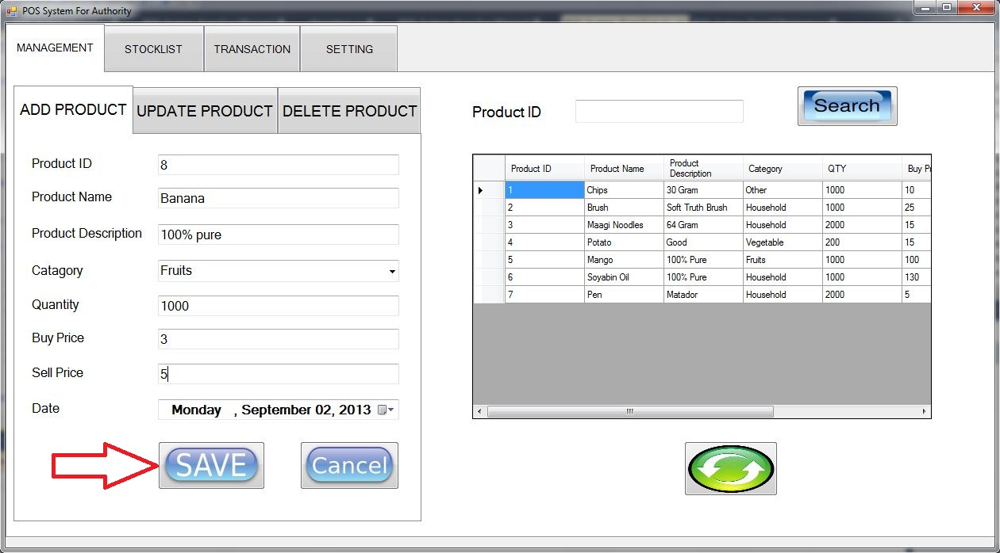 POS System For Authority
MANAGEMENT STOCKLIST TRANSACTION SETTING
ADD PRODUCT UPDATE PRODUCT DELETE PRODUCT
Product ID 8
Product Name Banana
Product Description 100% pure
Catagory Fruits
Quantity 1000
Buy Price 3
Sell Price 5
Date Monday , September 02, 2013
SAVE Cancel
Product ID Search
Product ID Product Name Product Description Category QTY Buy Pr
1 Chips 30 Gram Other 1000 10
2 Brush Soft Truth Brush Household 1000 25
3 Maagi Noodles 64 Gram Household 2000 15
4 Potato Good Vegetable 200 15
5 Mango 100% Pure Fruits 1000 100
6 Soyabin Oil 100% Pure Household 1000 130
7 Pen Matador Household 2000 5